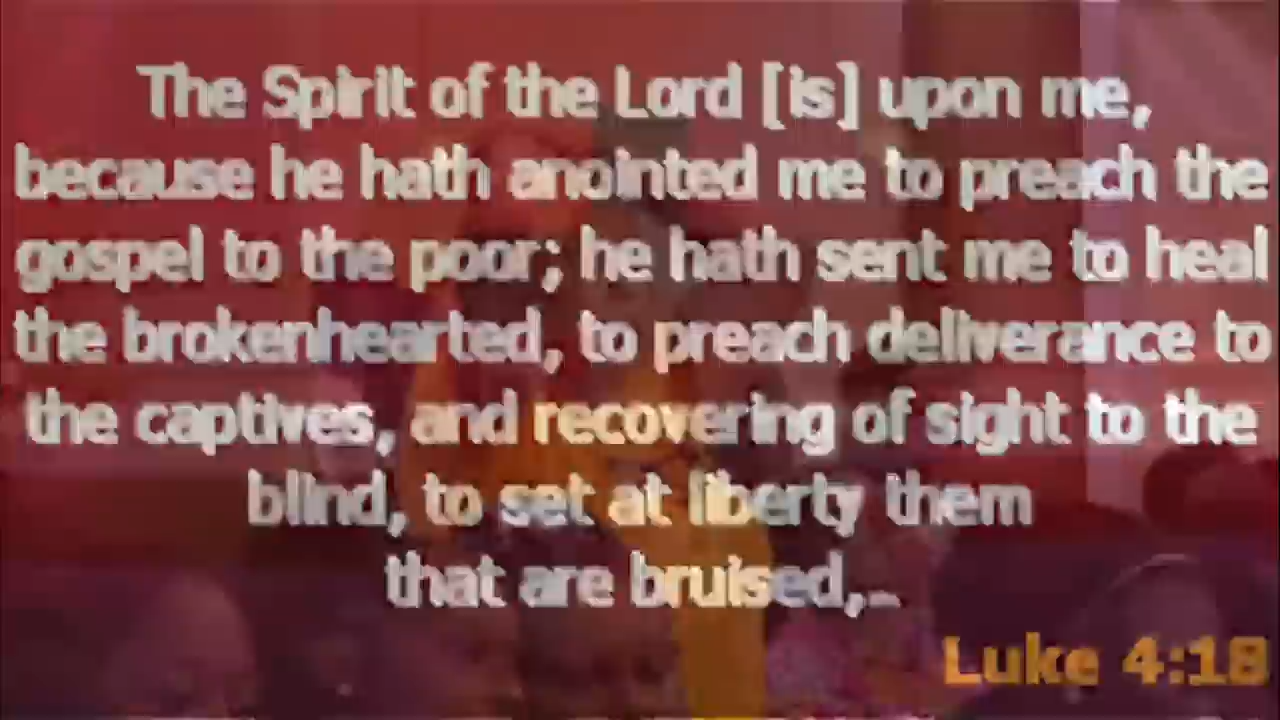 The Spirit of the Lord [is] upon me,
because he hath anointed me to preach the
gospel to the poor; he hath sent me to heal
the brokenhearted, to preach deliverance to
the captives, and recovering of sight to the
blind, to set at liberty them
that are bruised,..
Luke 4:18